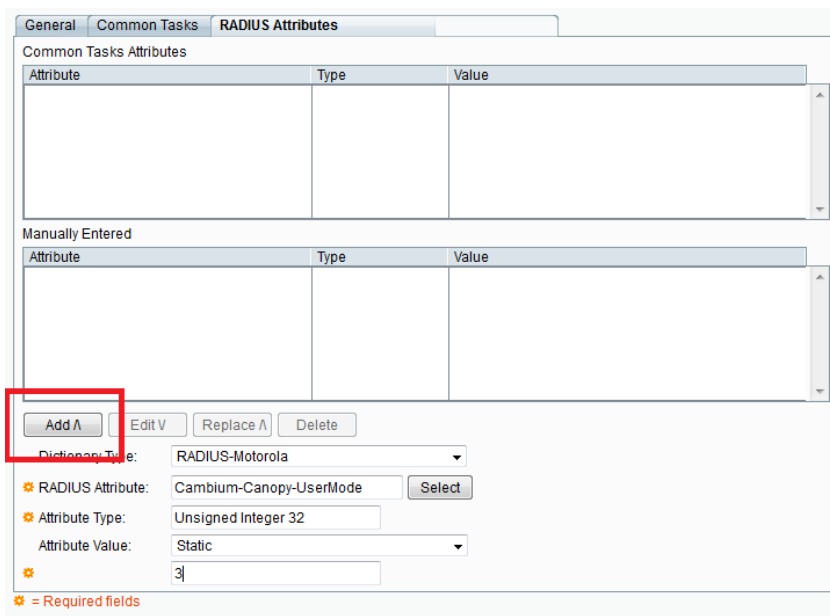 General Common Tasks RADIUS Attributes
Common Tasks Attributes
Attribute Type Value
Manually Entered
Attribute Type Value
Add /\ Edit \/ Replace /\ Delete
Dictionary Type: RADIUS-Motorola
RADIUS Attribute: Cambium-Canopy-UserMode Select
Attribute Type: Unsigned Integer 32
Attribute Value: Static
3
= Required fields